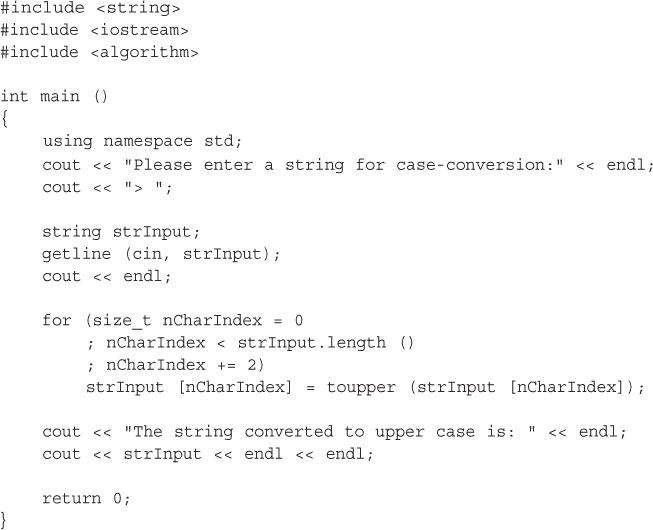 #include <string>
#include <iostream>
#include <algorithm>
int main ()
{
using namespace std;
cout << "Please enter a string for case-conversion:" << endl;
cout << "> ";
string strInput;
getline (cin, strInput);
cout << endl;
for (size_t nCharIndex = 0
; nCharIndex < strInput.length ()
; nCharIndex += 2)
strInput [nCharIndex] = toupper (strInput [nCharIndex]);
cout << "The string converted to upper case is: " << endl;
cout << strInput << endl << endl;
return 0;
}